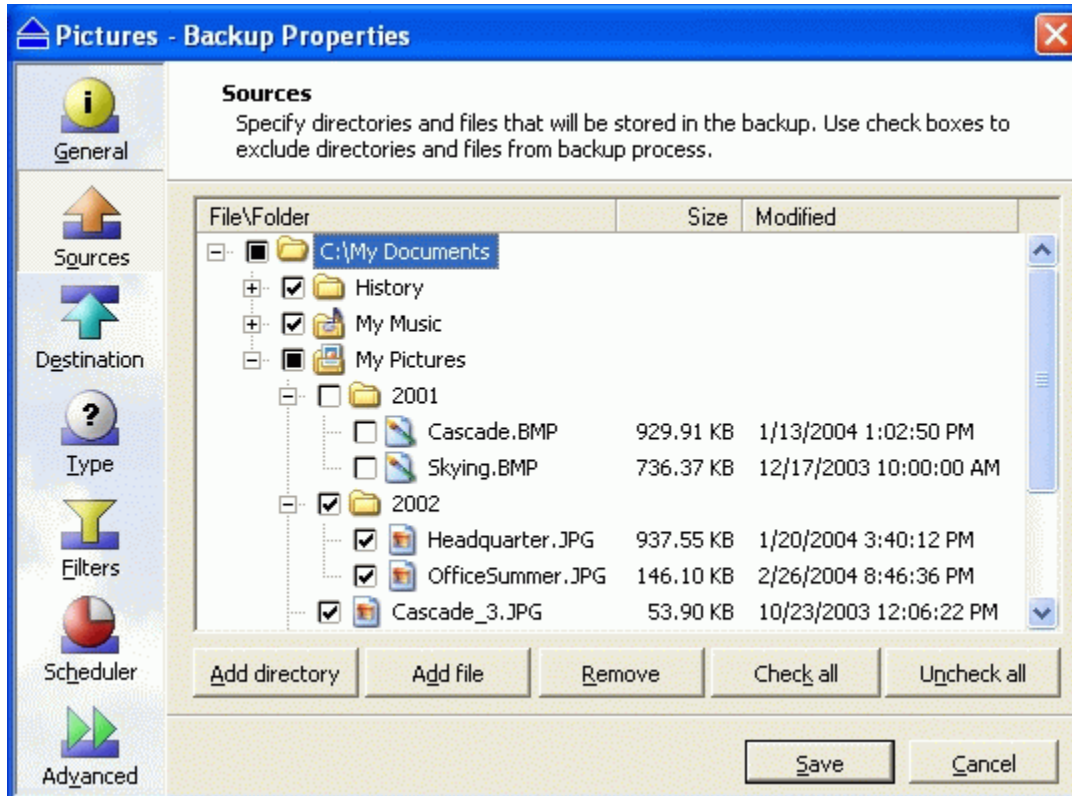 Pictures - Backup Properties
General
Sources
Destination
Type
Filters
Scheduler
Advanced
Sources
Specify directories and files that will be stored in the backup. Use check boxes to
exclude directories and files from backup process.
File\Folder Size Modified
C:\My Documents
History
My Music
My Pictures
2001
Cascade.BMP 929.91 KB 1/13/2004 1:02:50 PM
Skying.BMP 736.37 KB 12/17/2003 10:00:00 AM
2002
Headquarter.JPG 937.55 KB 1/20/2004 3:40:12 PM
OfficeSummer.JPG 146.10 KB 2/26/2004 8:46:36 PM
Cascade_3.JPG 53.90 KB 10/23/2003 12:06:22 PM
Add directory Add file Remove Check all Uncheck all
Save Cancel